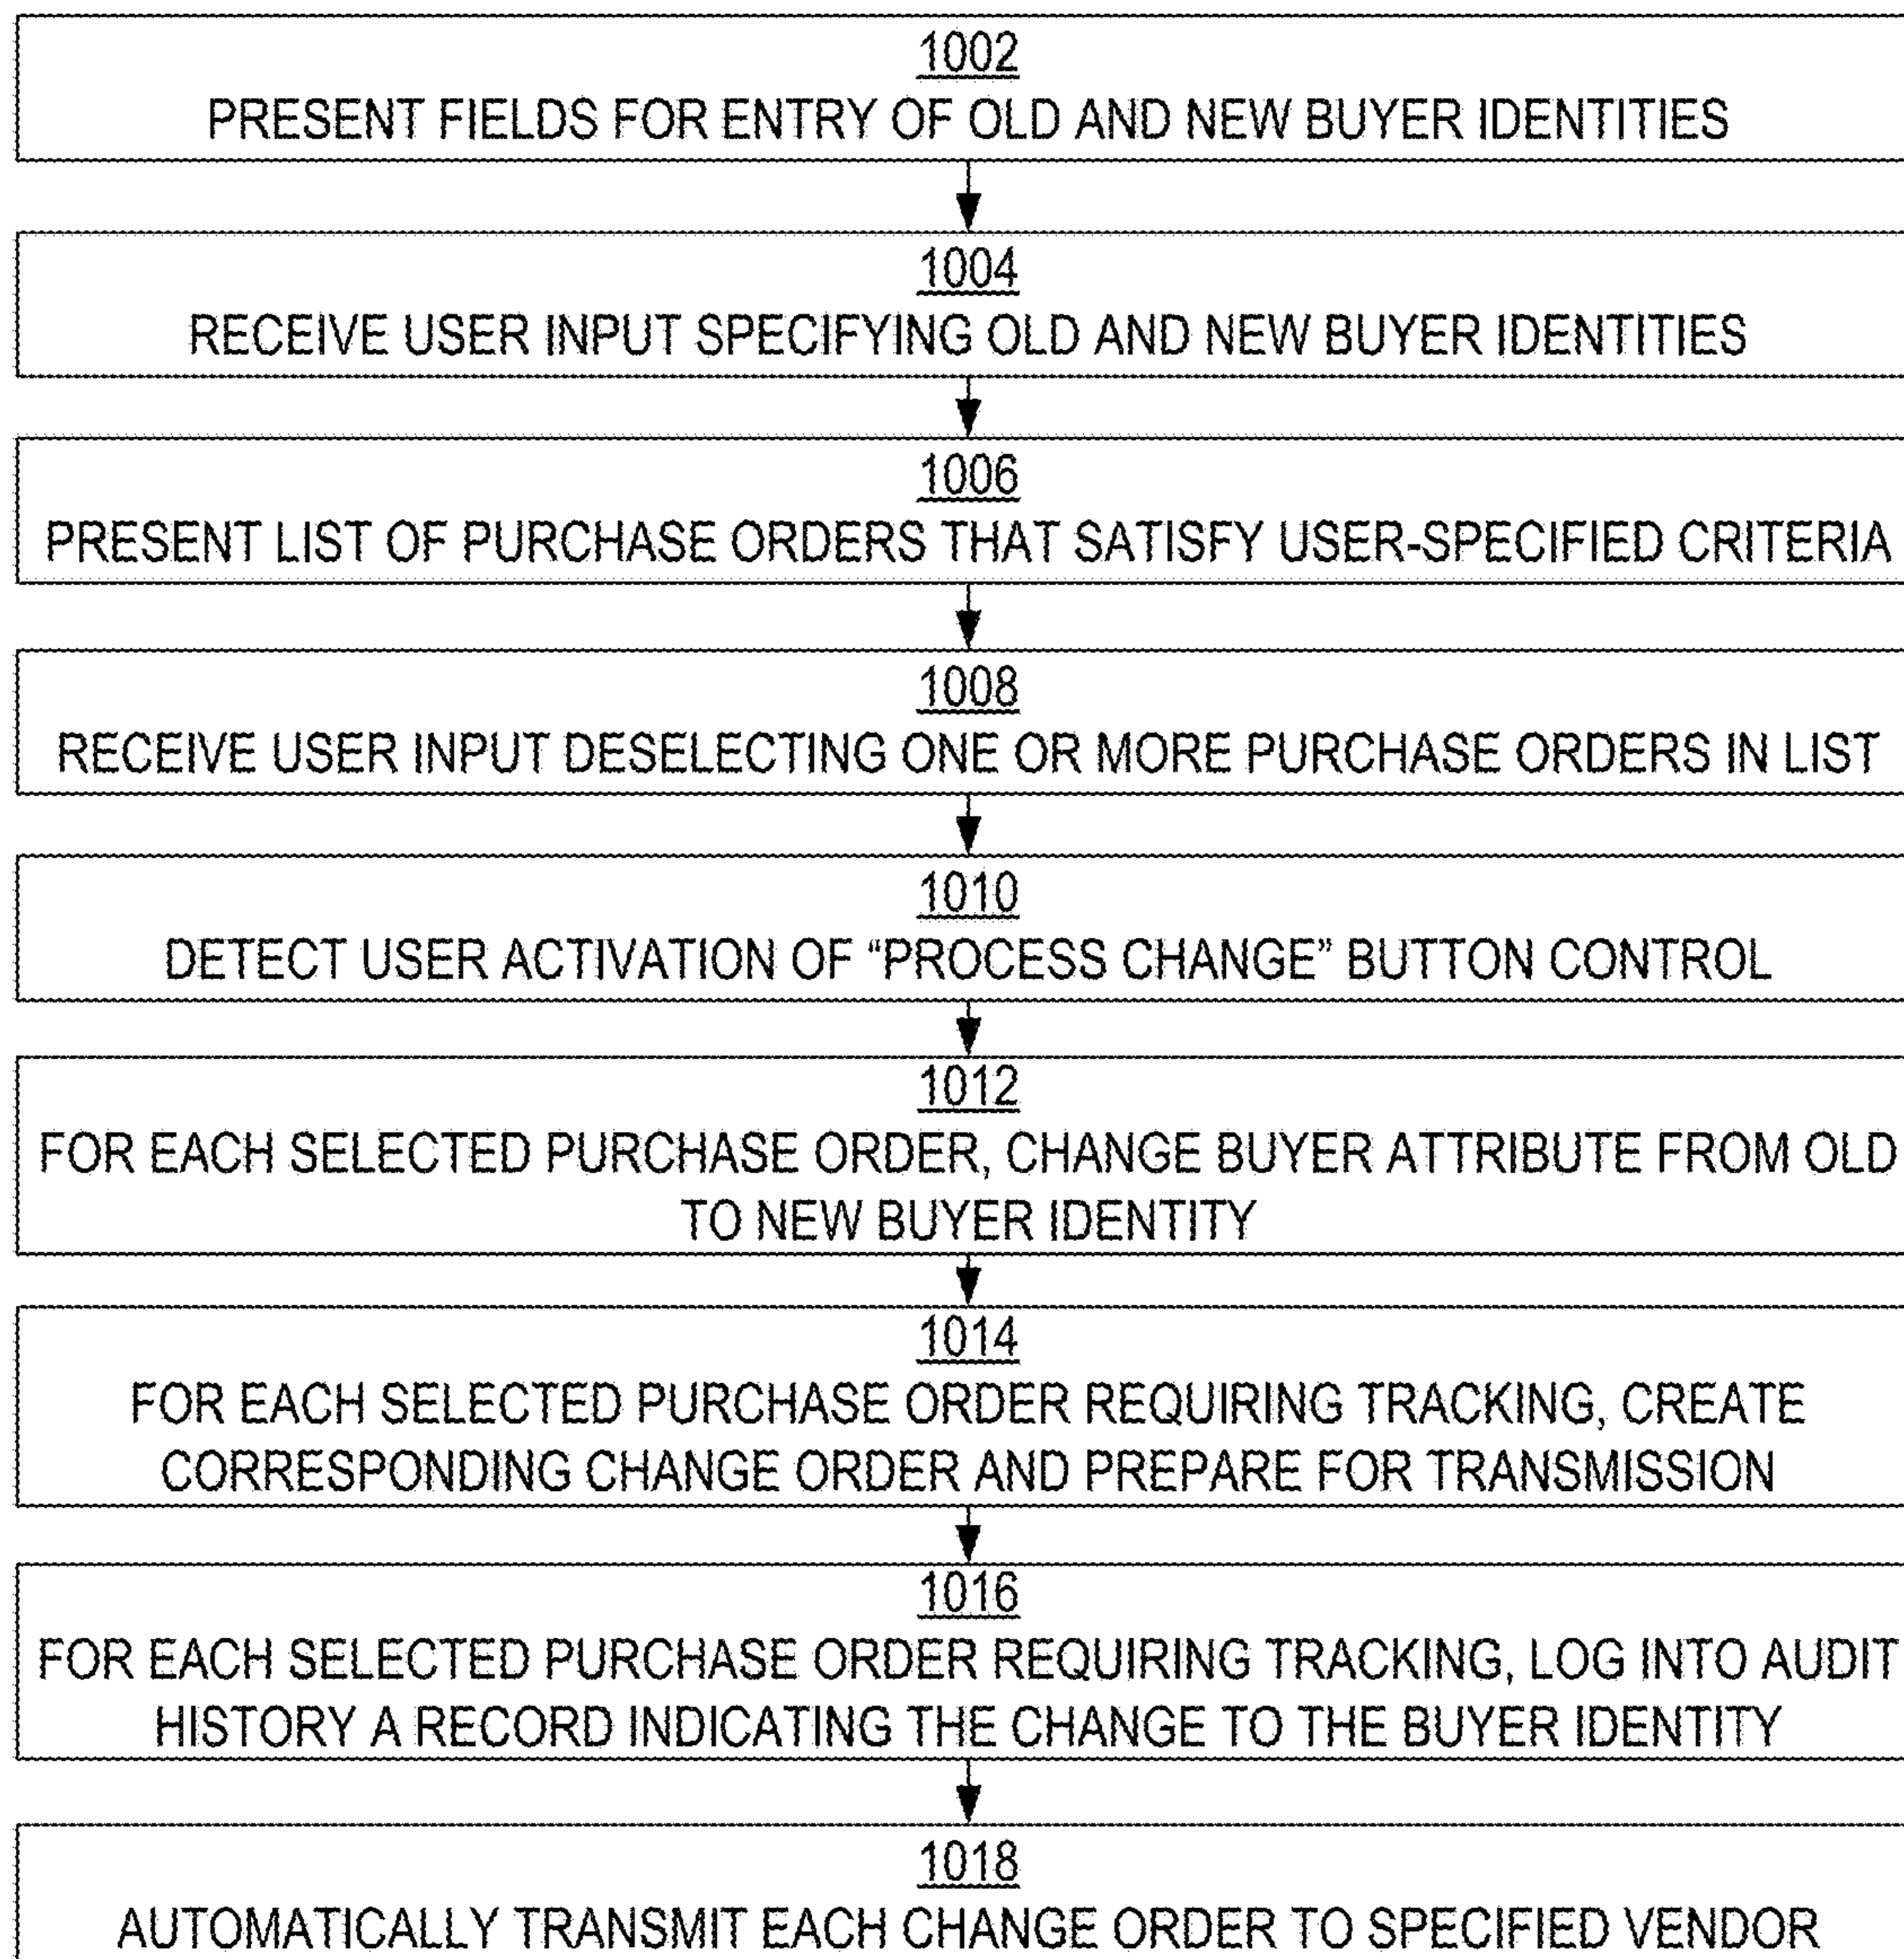 1002
PRESENT FIELDS FOR ENTRY OF OLD AND NEW BUYER IDENTITIES
1004
RECEIVE USER INPUT SPECIFYING OLD AND NEW BUYER IDENTITIES
1006
PRESENT LIST OF PURCHASE ORDERS THAT SATISFY USER-SPECIFIED CRITERIA
1008
RECEIVE USER INPUT DESELECTING ONE OR MORE PURCHASE ORDERS IN LIST
1010
DETECT USER ACTIVATION OF “PROCESS CHANGE” BUTTON CONTROL
1012
FOR EACH SELECTED PURCHASE ORDER, CHANGE BUYER ATTRIBUTE FROM OLD
TO NEW BUYER IDENTITY
1014
FOR EACH SELECTED PURCHASE ORDER REQUIRING TRACKING, CREATE
CORRESPONDING CHANGE ORDER AND PREPARE FOR TRANSMISSION
1016
FOR EACH SELECTED PURCHASE ORDER REQUIRING TRACKING, LOG INTO AUDIT
HISTORY A RECORD INDICATING THE CHANGE TO THE BUYER IDENTITY
1018
AUTOMATICALLY TRANSMIT EACH CHANGE ORDER TO SPECIFIED VENDOR